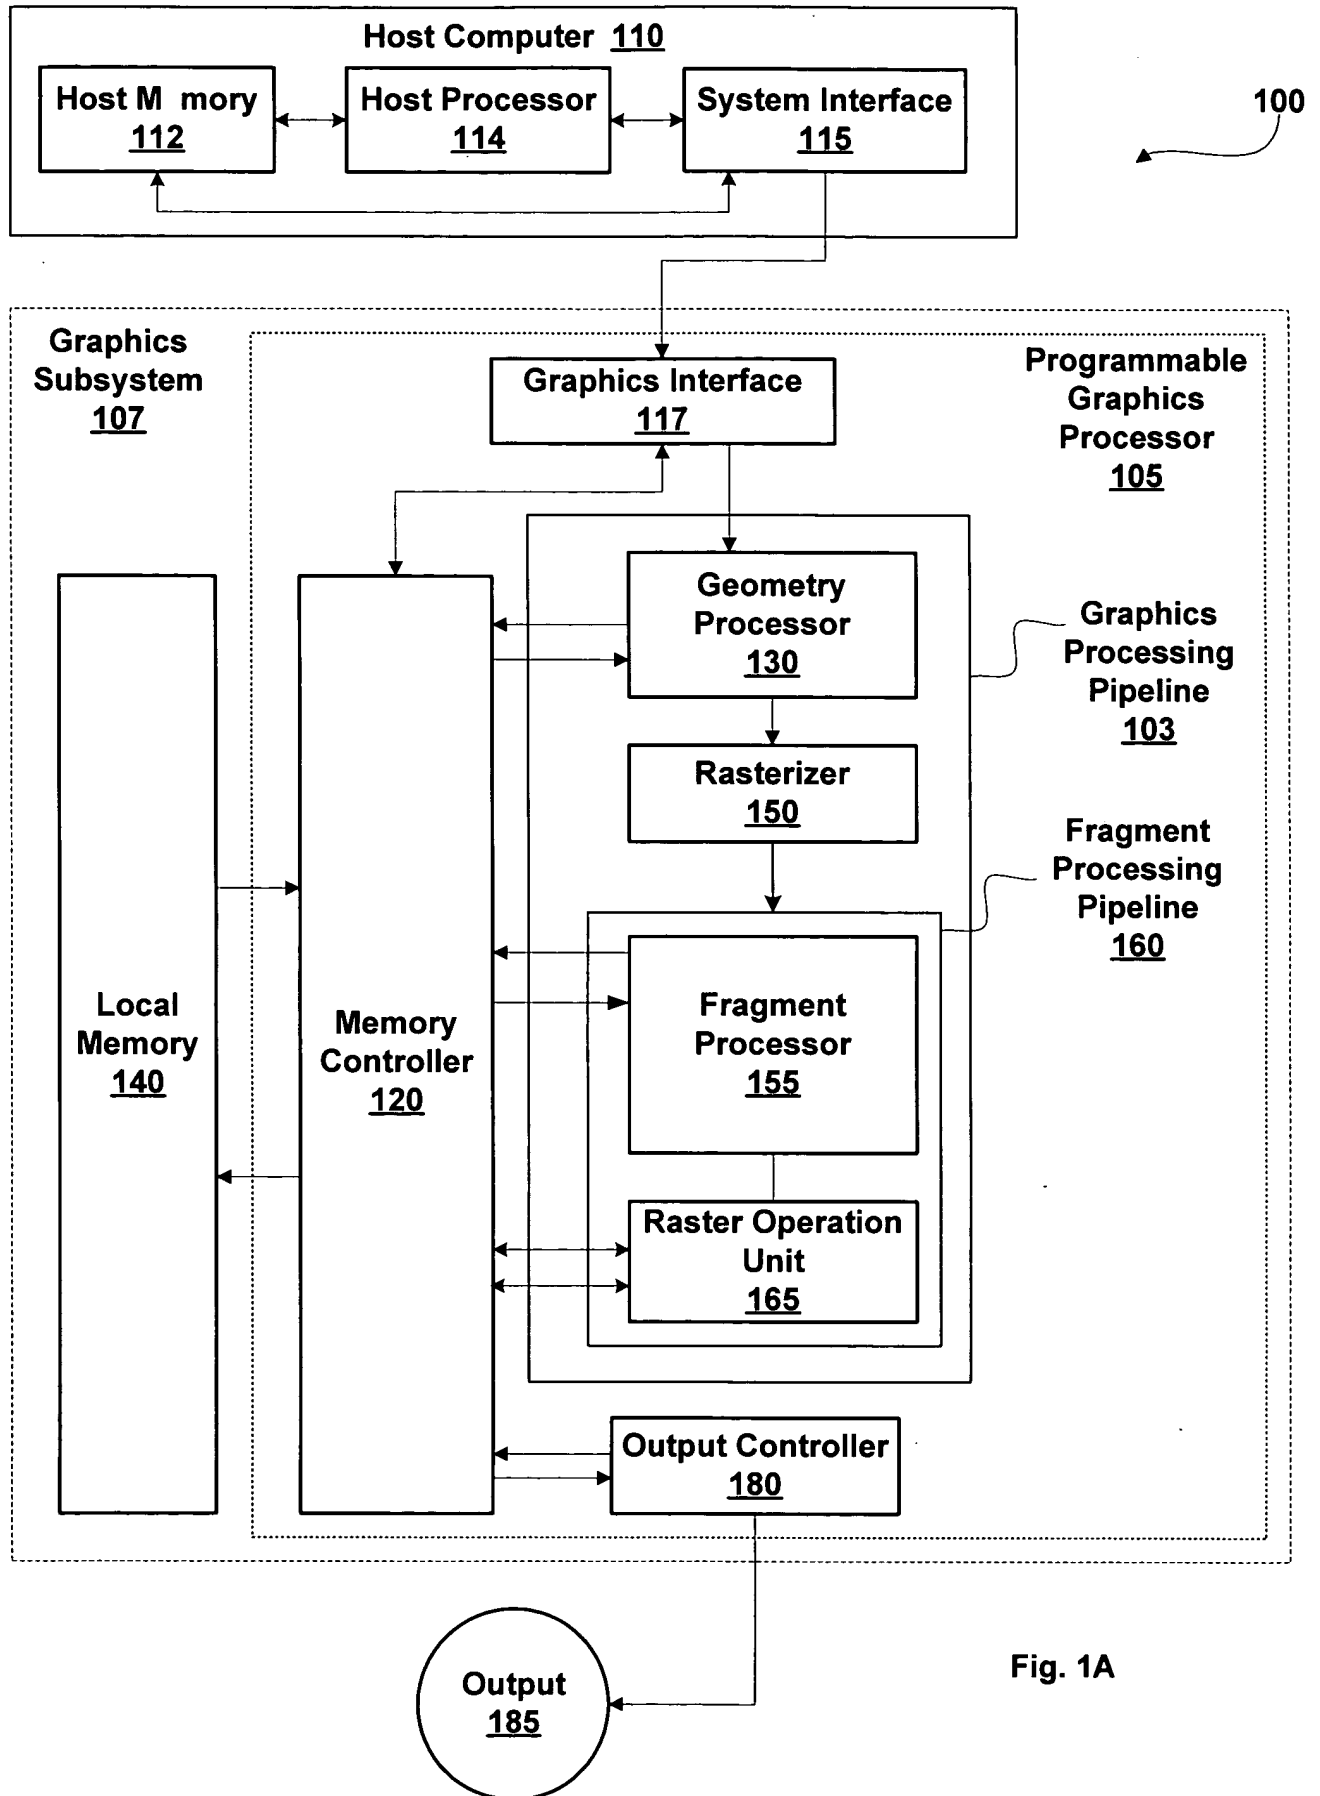 Host Computer 110
Host M mory
112
Host Processor
114
System Interface
115
100
Graphics
Subsystem
107
Graphics Interface
117
Programmable
Graphics
Processor
105
Geometry
Processor
130
Graphics
Processing
Pipeline
103
Rasterizer
150
Fragment
Processing
Pipeline
160
Local
Memory
140
Memory
Controller
120
Fragment
Processor
155
Raster Operation
Unit
165
Output Controller
180
Output
185
Fig. 1A